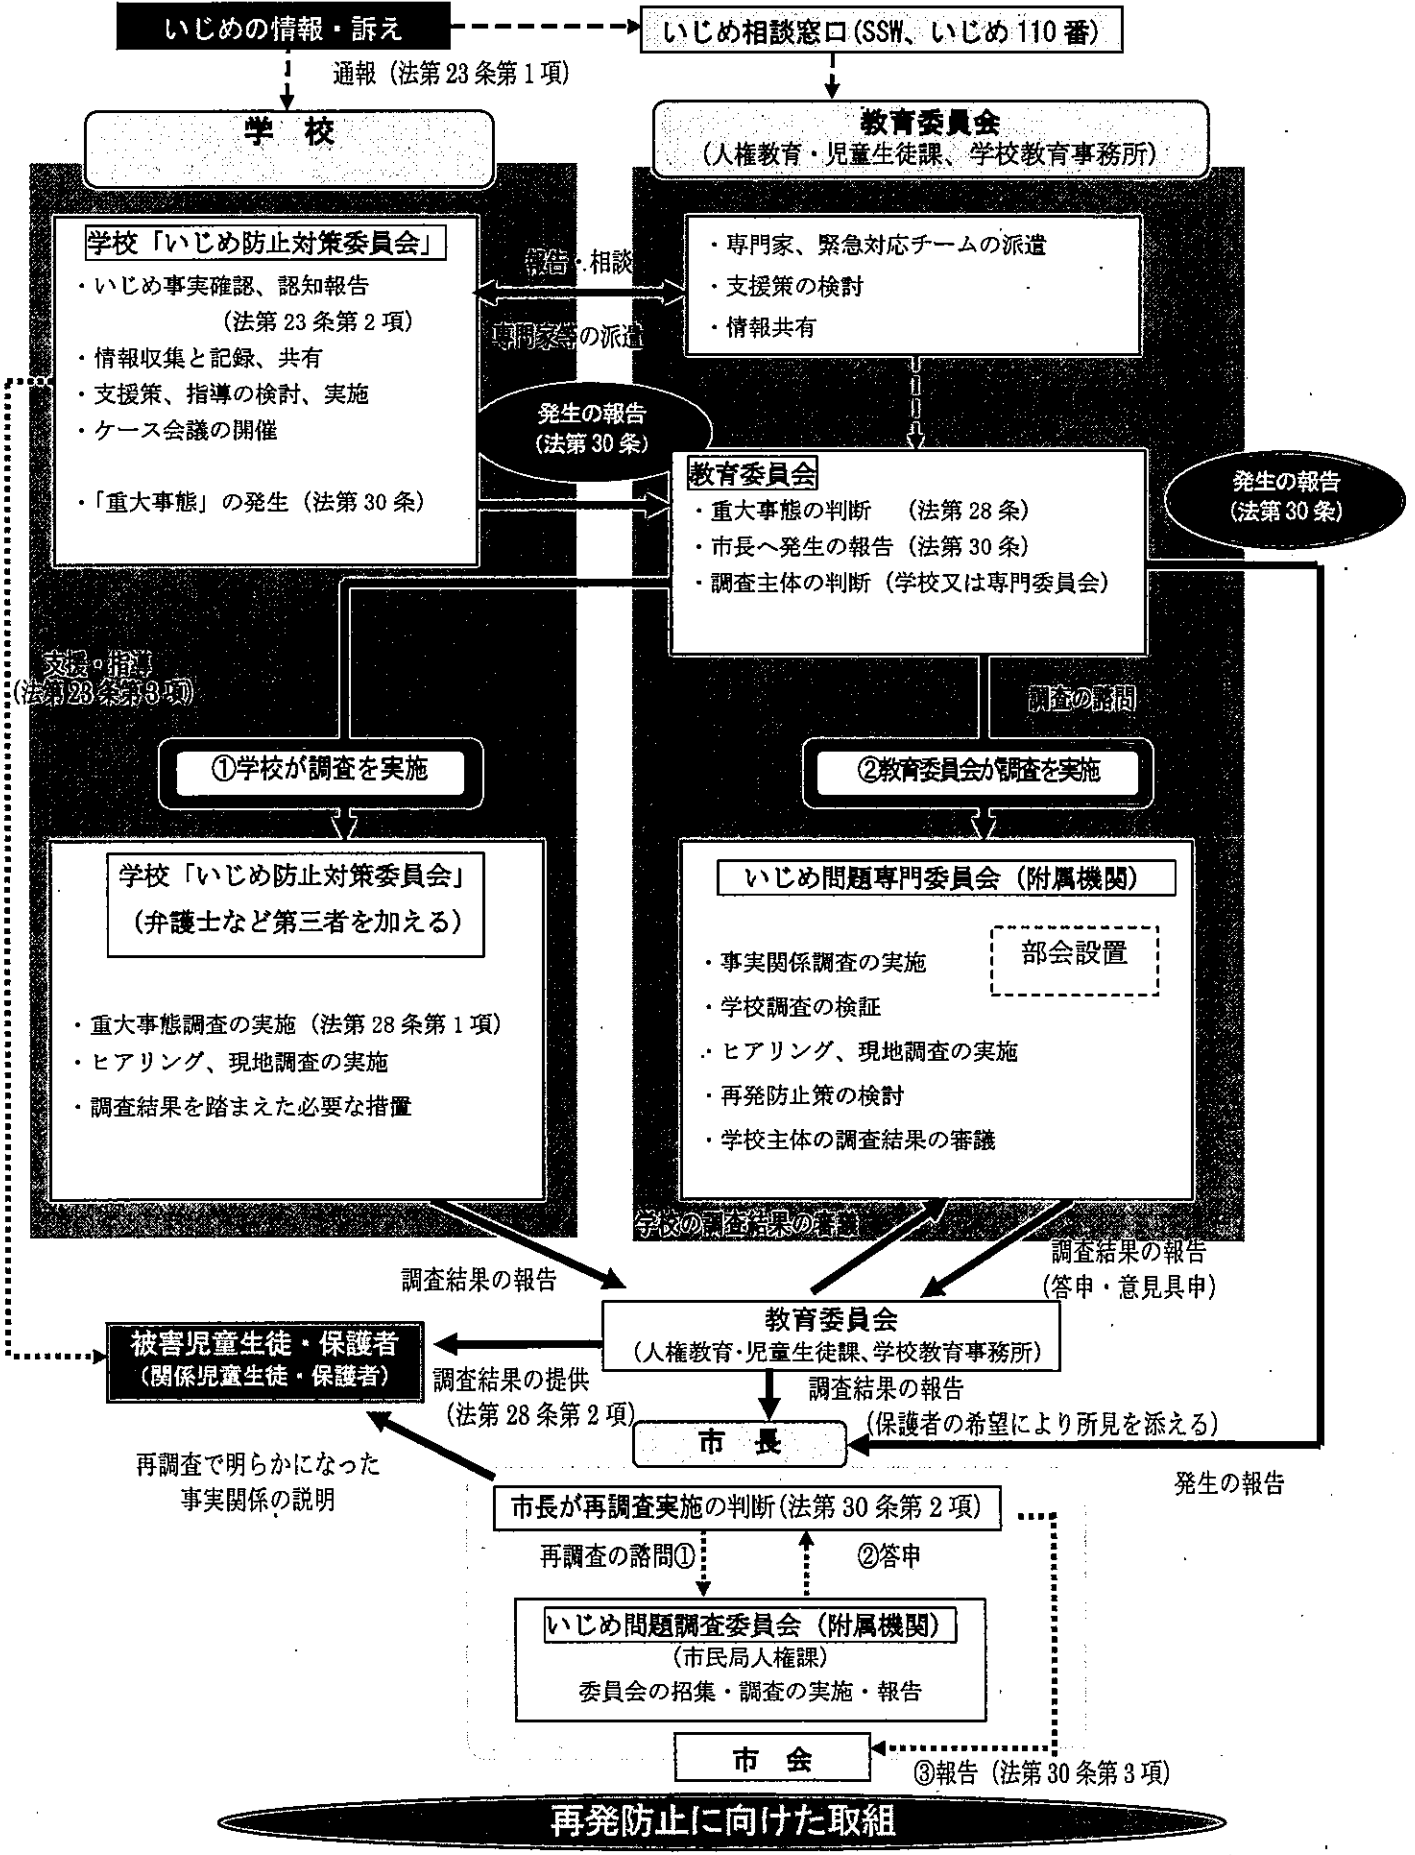 いじめの情報・訴え
いじめ相談窓口(SSW、いじめ110番)
通報（法第23条第1項）
学　校
教育委員会
（人権教育・児童生徒課、学校教育事務所）
学校「いじめ防止対策委員会」
・いじめ事実確認、認知報告
（法第23条第2項）
・情報収集と記録、共有
・支援策、指導の検討、実施
・ケース会議の開催
・「重大事態」の発生（法第30条）
報告・相談
専門家等の派遣
・専門家、緊急対応チームの派遣
・支援策の検討
・情報共有
発生の報告
（法第30条）
教育委員会
・重大事態の判断　（法第28条）
・市長へ発生の報告（法第30条）
・調査主体の判断（学校又は専門委員会）
発生の報告
（法第30条）
支援・指導
（法第23条第3項）
調査の諮問
①学校が調査を実施
②教育委員会が調査を実施
学校「いじめ防止対策委員会」
（弁護士など第三者を加える）
・重大事態調査の実施（法第28条第1項）
・ヒアリング、現地調査の実施
・調査結果を踏まえた必要な措置
いじめ問題専門委員会（附属機関）
部会設置
・事実関係調査の実施
・学校調査の検証
・ヒアリング、現地調査の実施
・再発防止策の検討
・学校主体の調査結果の審議
学校の調査結果の審議
調査結果の報告
調査結果の報告
（答申・意見具申）
教育委員会
（人権教育・児童生徒課、学校教育事務所）
被害児童生徒・保護者
（関係児童生徒・保護者）
調査結果の提供
（法第28条第2項）
調査結果の報告
（保護者の希望により所見を添える）
市　長
発生の報告
再調査で明らかになった
事実関係の説明
市長が再調査実施の判断(法第30条第2項)
再調査の諮問①
②答申
いじめ問題調査委員会（附属機関）
（市民局人権課）
委員会の招集・調査の実施・報告
市　会
③報告（法第30条第3項）
再発防止に向けた取組